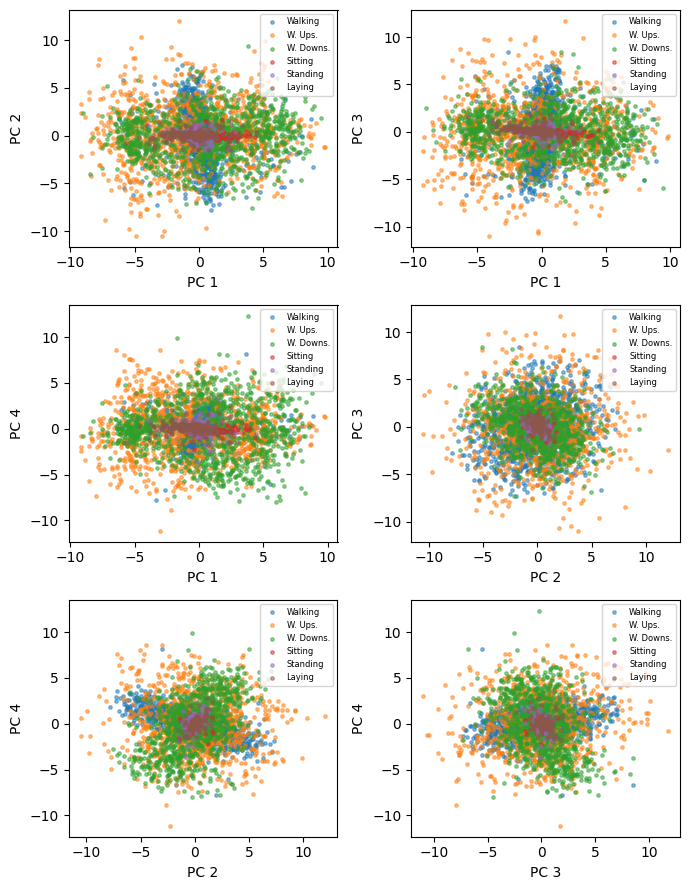 Walking
W. Ups.
W. Downs.
Sitting
Standing
Laying
10
5
0
−5
−10
PC 2
−10
−5
0
5
10
PC 1
Walking
W. Ups.
W. Downs.
Sitting
Standing
Laying
10
5
0
−5
−10
PC 3
−10
−5
0
5
10
PC 1
Walking
W. Ups.
W. Downs.
Sitting
Standing
Laying
10
5
0
−5
−10
PC 4
−10
−5
0
5
10
PC 1
Walking
W. Ups.
W. Downs.
Sitting
Standing
Laying
10
5
0
−5
−10
PC 3
−10
−5
0
5
10
PC 2
Walking
W. Ups.
W. Downs.
Sitting
Standing
Laying
10
5
0
−5
−10
PC 4
−10
−5
0
5
10
PC 2
Walking
W. Ups.
W. Downs.
Sitting
Standing
Laying
10
5
0
−5
−10
PC 4
−10
−5
0
5
10
PC 3